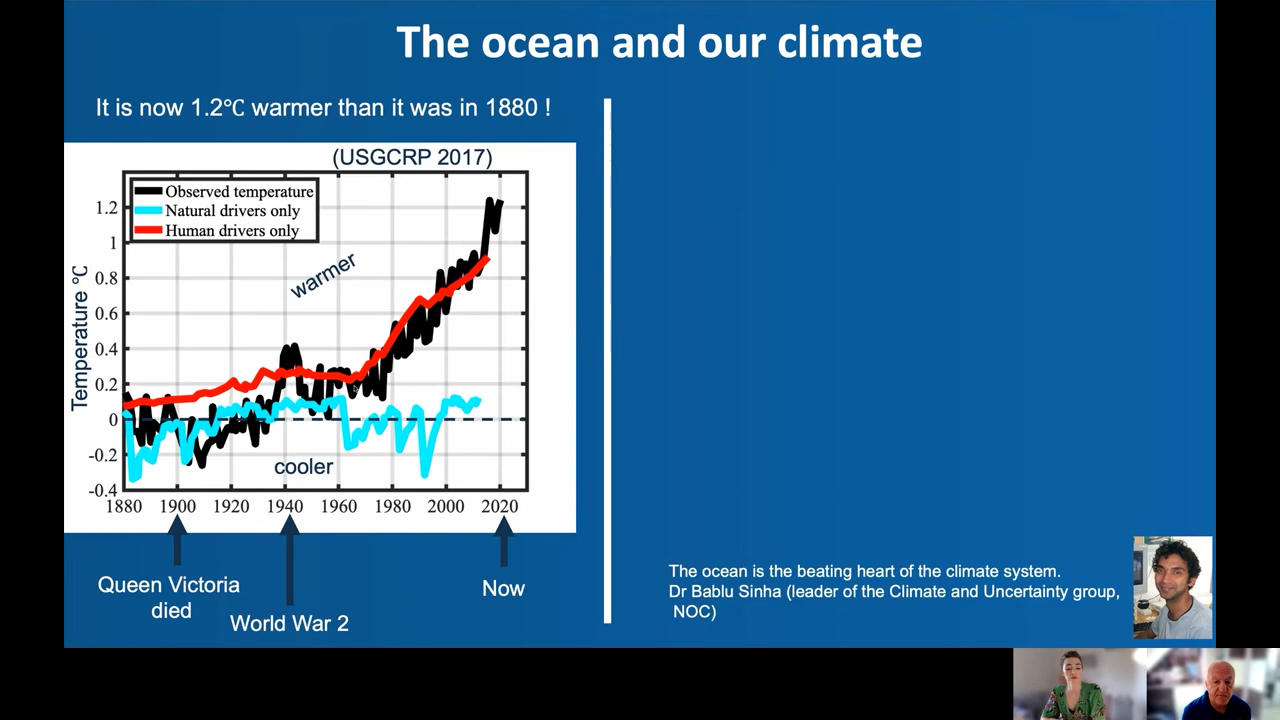 The ocean and our climate
It is now 1.2℃ warmer than it was in 1880 !
(USGCRP 2017)
Observed temperature
Natural drivers only
Human drivers only
warmer
cooler
Temperature ℃
1.2
1
0.8
0.6
0.4
0.2
0
-0.2
-0.4
1880 1900 1920 1940 1960 1980 2000 2020
Queen Victoria
died
World War 2
Now
The ocean is the beating heart of the climate system.
Dr Bablu Sinha (leader of the Climate and Uncertainty group,
NOC)